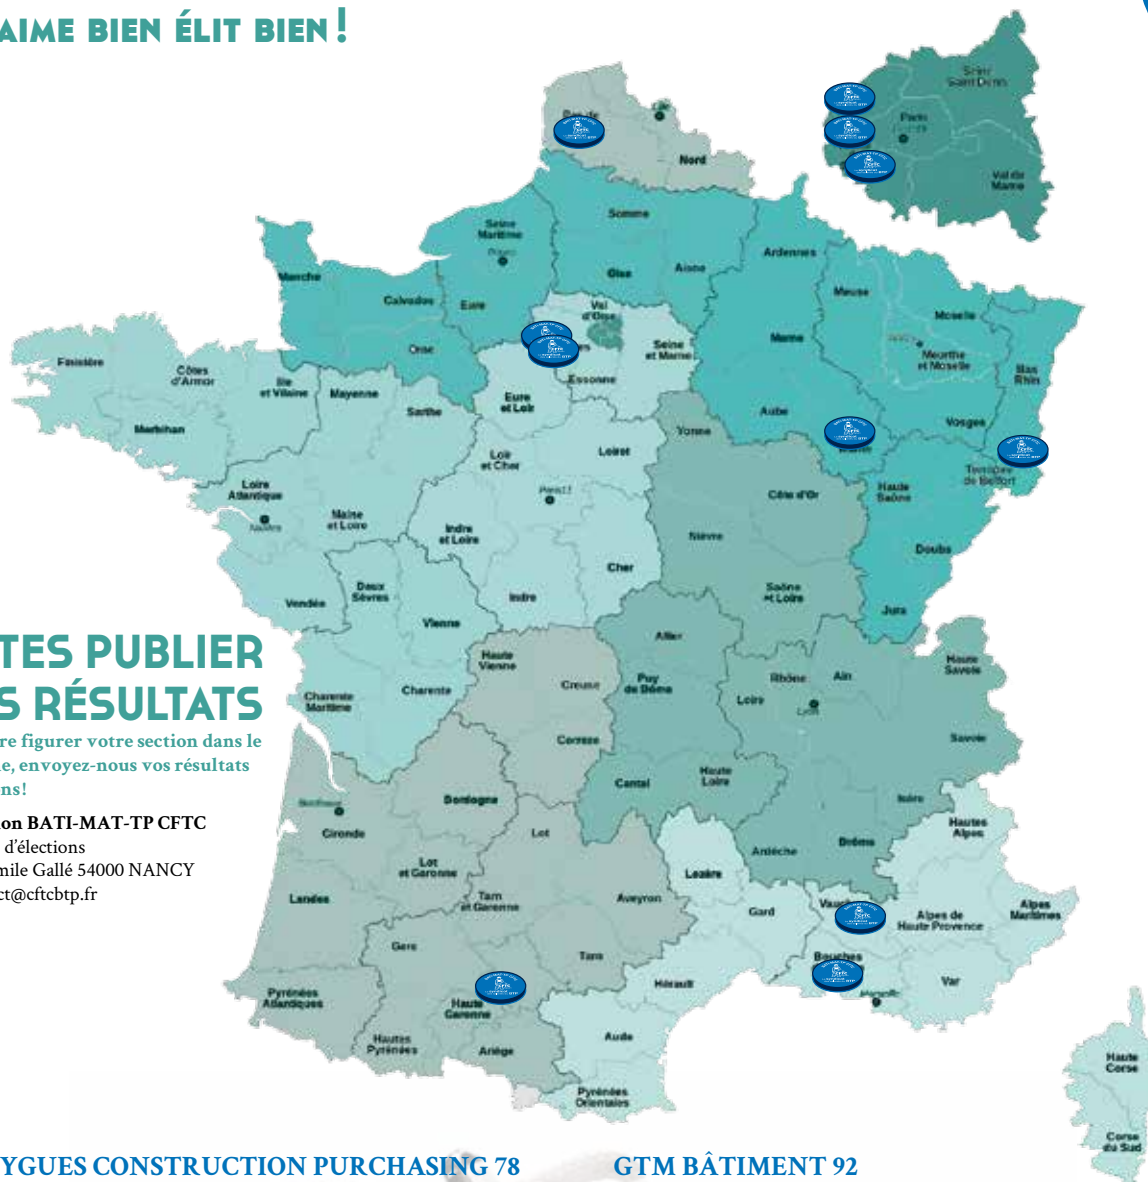 AIME BIEN ÉLIT BIEN !
Seine
Saint Denis
Paris
Val de
Marne
Nord
Somme
Seine
Maritime
Oise
Aisne
Ardennes
Manche
Calvados
Eure
Orne
Val
d'Oise
Seine
et Marne
Essonne
Marne
Aube
Meuse
Moselle
Meurthe
et Moselle
Bas
Rhin
Vosges
Finistère
Côtes
d'Armor
Ille
et Vilaine
Morbihan
Mayenne
Sarthe
Eure
et Loir
Loir
et Cher
Loiret
Yonne
Côte d'Or
Haute
Saône
Territoire
de Belfort
Loire
Atlantique
Nantes
Maine
et Loire
Indre
et Loire
Cher
Indre
Nièvre
Saône
et Loire
Doubs
Jura
Vendée
Deux
Sèvres
Vienne
TES PUBLIER
S RÉSULTATS
re figurer votre section dans le
e, envoyez-nous vos résultats
ns!
on BATI-MAT-TP CFTC
d'élections
mile Gallé 54000 NANCY
ct@cftcbtp.fr
Charente
Maritime
Charente
Haute
Vienne
Creuse
Corrèze
Allier
Puy
de Dôme
Cantal
Haute
Loire
Loire
Rhône
Lyon
Ain
Haute
Savoie
Savoie
Isère
Ardèche
Drôme
Hautes
Alpes
Bordeaux
Gironde
Dordogne
Lot
et Garonne
Lot
Landes
Tarn
et Garonne
Aveyron
Lozère
Gard
Gers
Tarn
Hérault
Alpes de
Haute Provence
Alpes
Maritimes
Bouches
Marseille
Var
Pyrénées
Atlantiques
Hautes
Pyrénées
Haute
Garonne
Ariège
Aude
Pyrénées
Orientales
Haute
Corse
Corse
du Sud
YGUES CONSTRUCTION PURCHASING 78
GTM BÂTIMENT 92